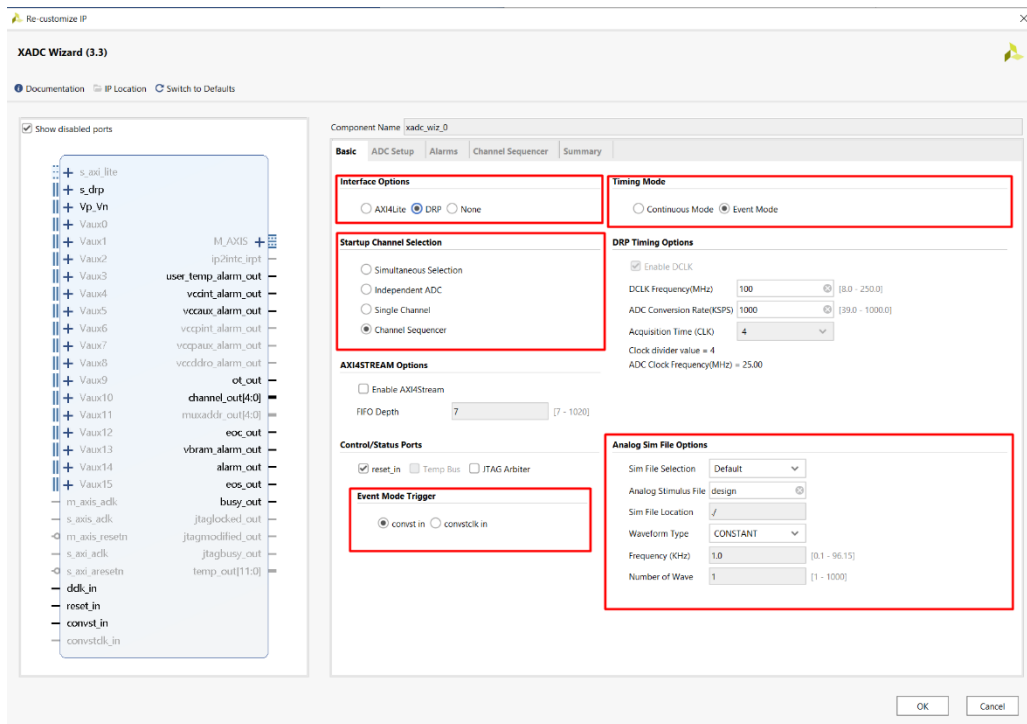 Re-customize IP
XADC Wizard (3.3)
Documentation IP Location Switch to Defaults
Show disabled ports
s_axi_lite
s_drp
Vp_Vn
Vaux0
Vaux1 M_AXIS
Vaux2 ip2intc_irpt
Vaux3 user_temp_alarm_out
Vaux4 vccint_alarm_out
Vaux5 vccaux_alarm_out
Vaux6 vccpint_alarm_out
Vaux7 vccpaux_alarm_out
Vaux8 vccddro_alarm_out
Vaux9 ot_out
Vaux10 channel_out[4:0]
Vaux11 muxaddr_out[4:0]
Vaux12 eoc_out
Vaux13 vbram_alarm_out
Vaux14 alarm_out
Vaux15 eos_out
m_axis_aclk busy_out
s_axis_aclk jtaglocked_out
m_axis_resetn jtagmodified_out
s_axi_aclk jtagbusy_out
s_axi_aresetn temp_out[11:0]
dclk_in
reset_in
convst_in
convstclk_in
Component Name xadc_wiz_0
Basic ADC Setup Alarms Channel Sequencer Summary
Interface Options
AXI4Lite DRP None
Timing Mode
Continuous Mode Event Mode
Startup Channel Selection
Simultaneous Selection
Independent ADC
Single Channel
Channel Sequencer
DRP Timing Options
Enable DCLK
DCLK Frequency(MHz) 100 [8.0 - 250.0]
ADC Conversion Rate(KSPS) 1000 [39.0 - 1000.0]
Acquisition Time (CLK) 4
Clock divider value = 4
ADC Clock Frequency(MHz) = 25.00
AXI4STREAM Options
Enable AXI4Stream
FIFO Depth 7 [7 - 1020]
Control/Status Ports
reset_in Temp Bus JTAG Arbiter
Event Mode Trigger
convst in convstclk in
Analog Sim File Options
Sim File Selection Default
Analog Stimulus File design
Sim File Location ./
Waveform Type CONSTANT
Frequency (KHz) 1.0 [0.1 - 96.15]
Number of Wave 1 [1 - 1000]
OK Cancel